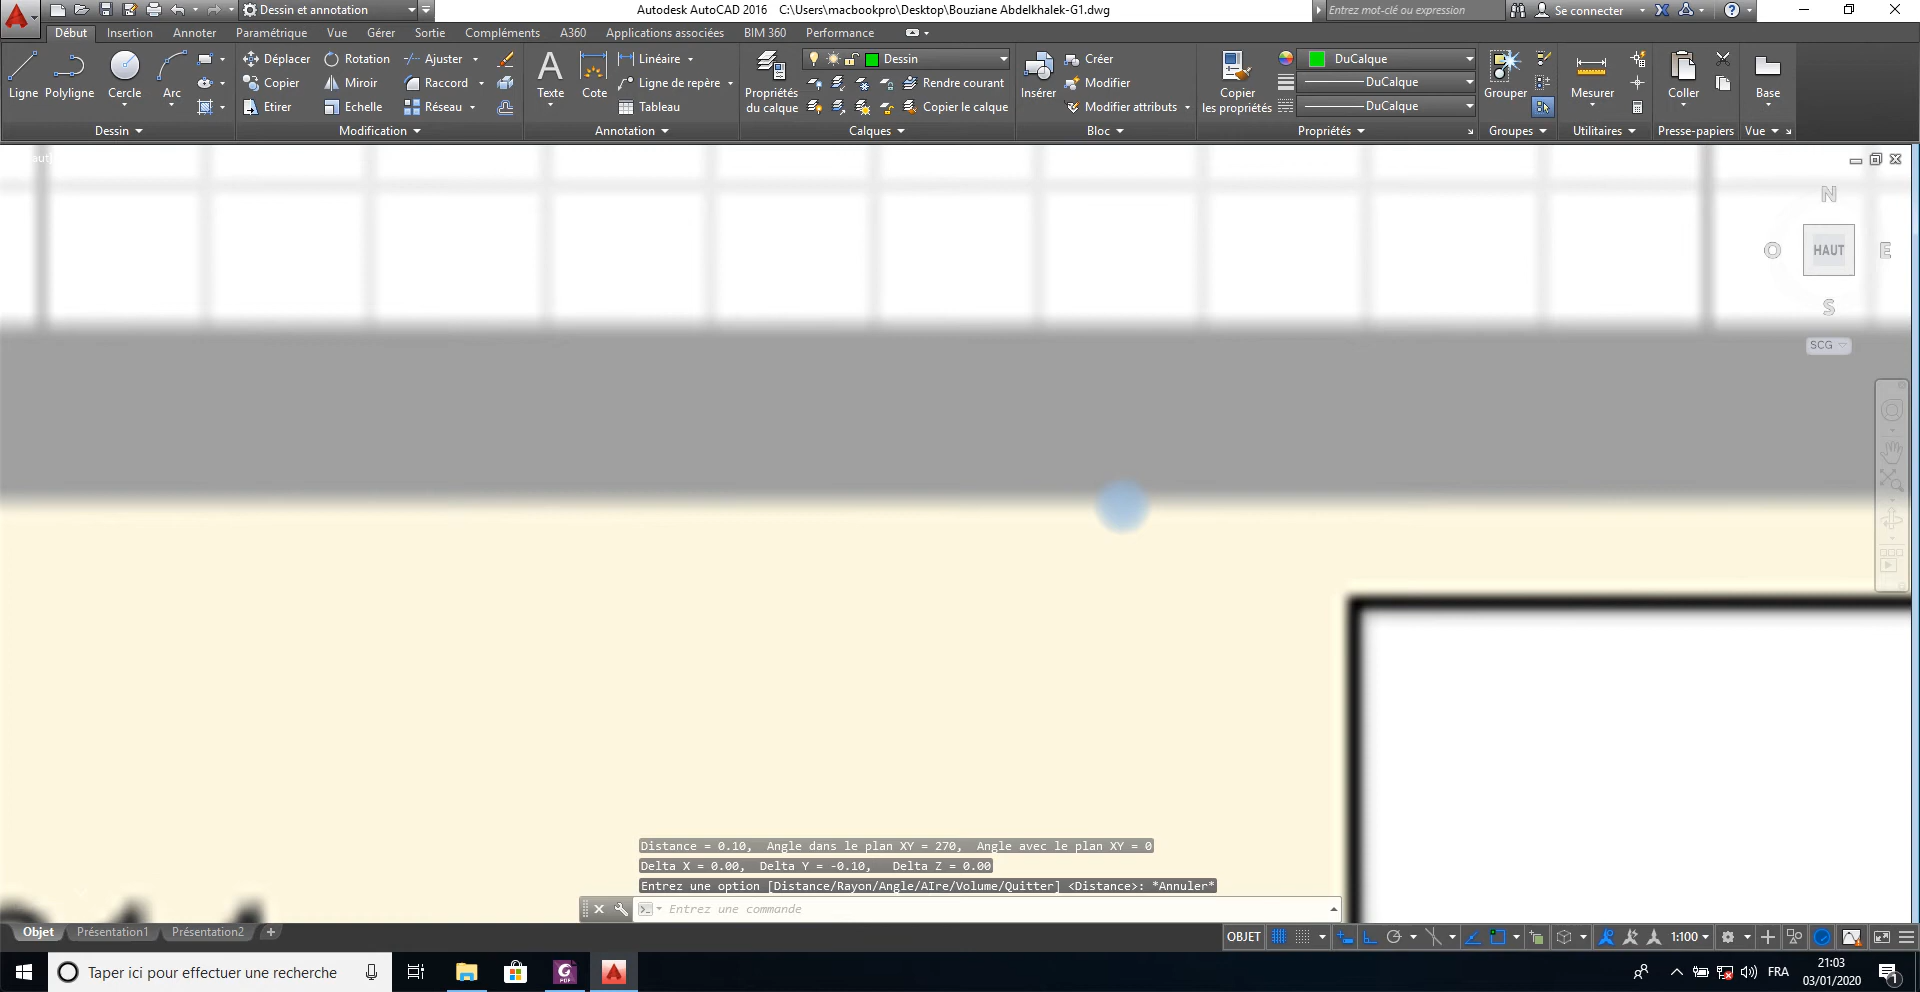 Dessin et annotation
Autodesk AutoCAD 2016 C:\Users\macbookpro\Desktop\Bouziane Abdelkhalek-G1.dwg
Entrez mot-clé ou expression
Se connecter
Début Insertion Annoter Paramétrique Vue Gérer Sortie Compléments A360 Applications associées BIM 360 Performance
Ligne Polyligne Cercle Arc
Déplacer Rotation Ajuster
Copier Miroir Raccord
Etirer Echelle Réseau
Texte Cote
Linéaire
Ligne de repère
Tableau
Propriétés
du calque
Dessin
Rendre courant
Copier le calque
Insérer
Créer
Modifier
Modifier attributs
Copier
les propriétés
DuCalque
DuCalque
DuCalque
Grouper
Mesurer
Coller
Base
Dessin Modification Annotation Calques Bloc Propriétés Groupes Utilitaires Presse-papiers Vue
N
O HAUT E
S
SCG
Distance = 0.10, Angle dans le plan XY = 270, Angle avec le plan XY = 0
Delta X = 0.00, Delta Y = -0.10, Delta Z = 0.00
Entrez une option [Distance/Rayon/Angle/AIre/Volume/Quitter] <Distance>: *Annuler*
Entrez une commande
Objet Présentation1 Présentation2 +
OBJET 1:100
Taper ici pour effectuer une recherche
FRA
21:03
03/01/2020
1